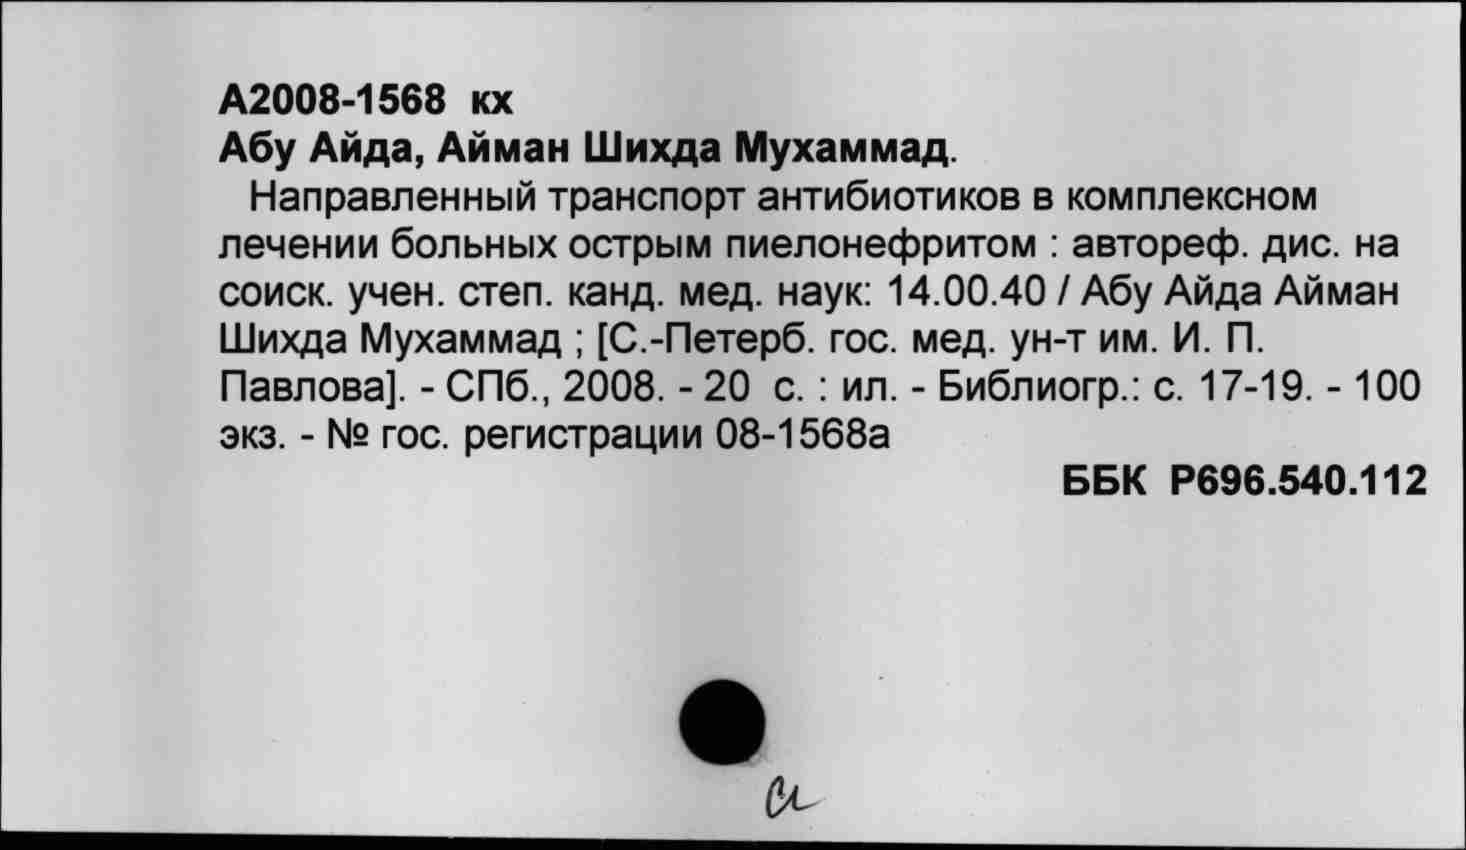 А2008-1568 кх
Абу Айда, Айман Шихда Мухаммад.
Направленный транспорт антибиотиков в комплексном
лечении больных острым пиелонефритом : автореф. дис. на
соиск. учен. степ. канд. мед. наук: 14.00.40 / Абу Айда Айман
Шихда Мухаммад ; [С.-Петерб. гос. мед. ун-т им. И. П.
Павлова]. - СПб., 2008. - 20 с. : ил. - Библиогр.: с. 17-19. - 100
экз. - № гос. регистрации 08-1568а
ББК Р696.540.112